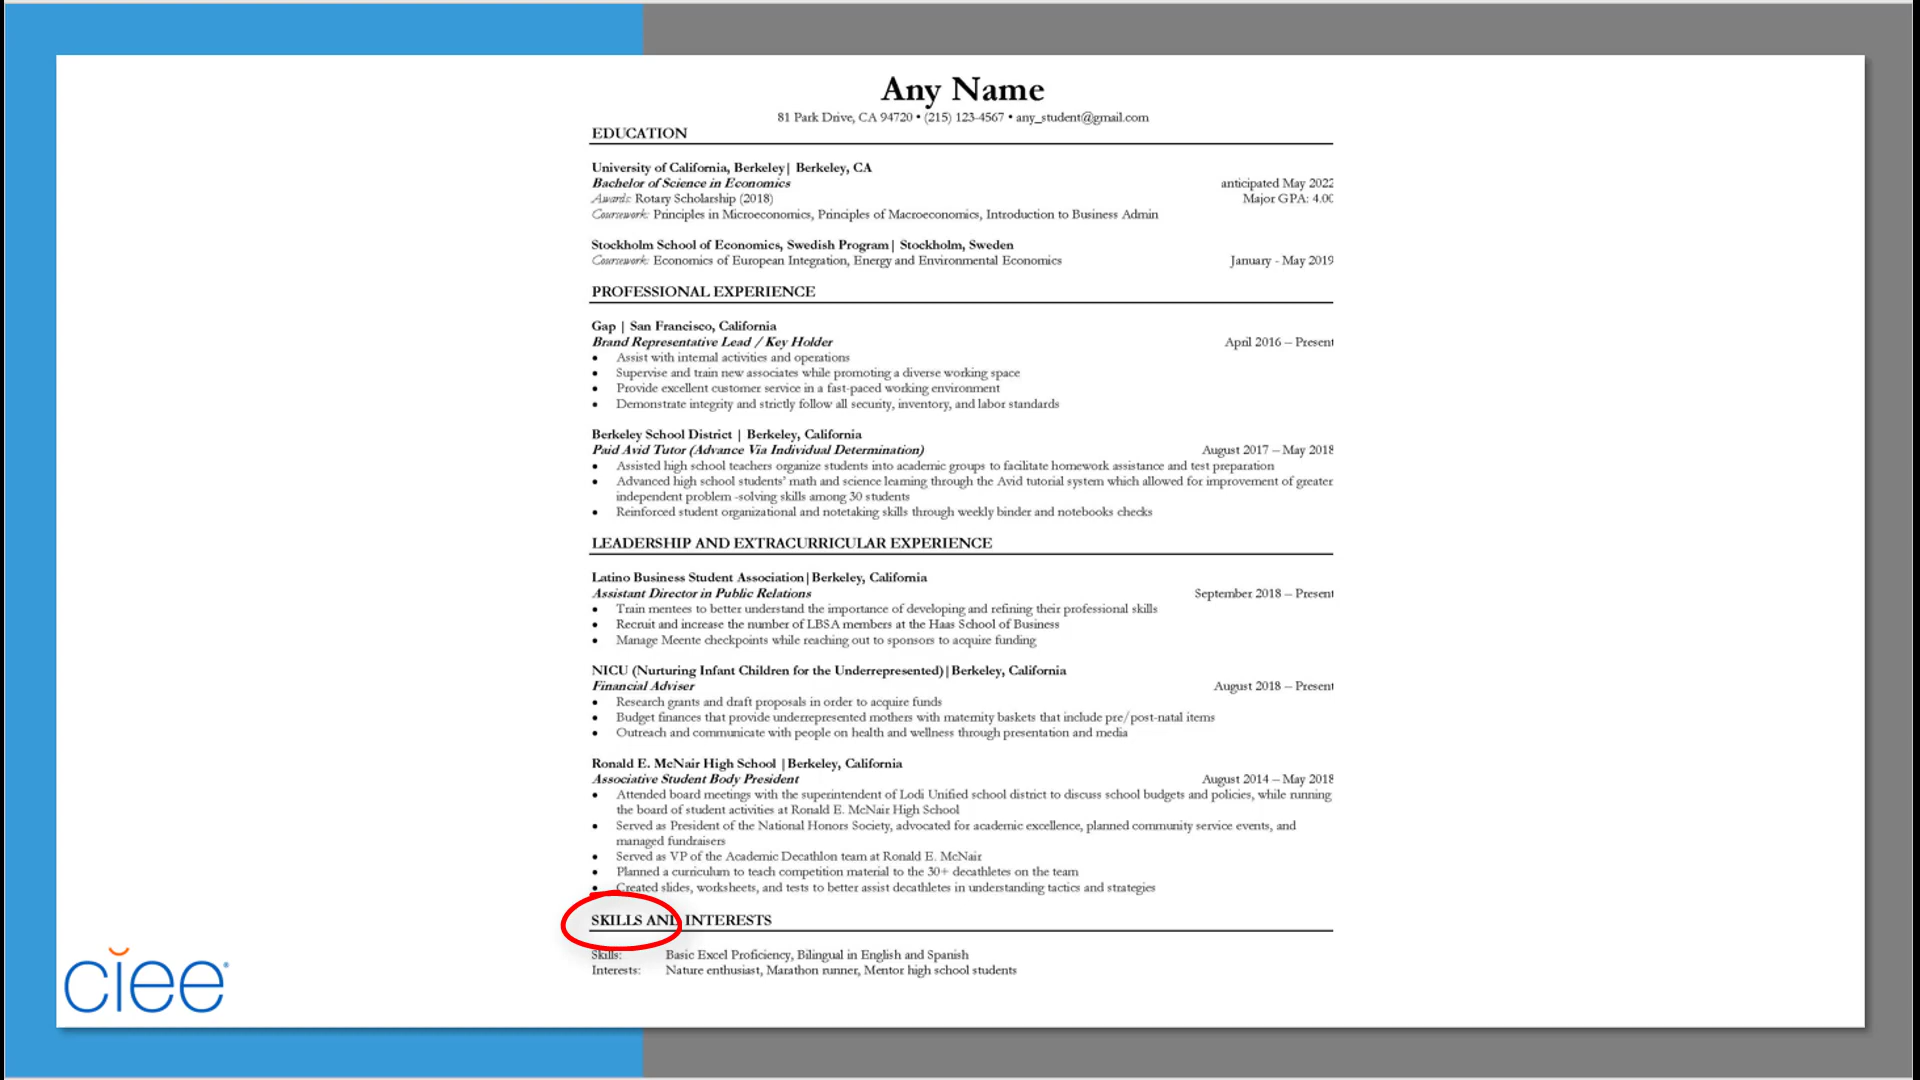 Any Name
81 Park Drive, CA 94720 • (215) 123-4567 • any_student@gmail.com
EDUCATION
University of California, Berkeley| Berkeley, CA
Bachelor of Science in Economics anticipated May 2022
Awards: Rotary Scholarship (2018) Major GPA: 4.00
Coursework: Principles in Microeconomics, Principles of Macroeconomics, Introduction to Business Admin
Stockholm School of Economics, Swedish Program| Stockholm, Sweden
Coursework: Economics of European Integration, Energy and Environmental Economics January - May 2019
PROFESSIONAL EXPERIENCE
Gap | San Francisco, California
Brand Representative Lead / Key Holder April 2016 – Present
• Assist with internal activities and operations
• Supervise and train new associates while promoting a diverse working space
• Provide excellent customer service in a fast-paced working environment
• Demonstrate integrity and strictly follow all security, inventory, and labor standards
Berkeley School District | Berkeley, California
Paid Avid Tutor (Advance Via Individual Determination) August 2017 – May 2018
• Assisted high school teachers organize students into academic groups to facilitate homework assistance and test preparation
• Advanced high school students' math and science learning through the Avid tutorial system which allowed for improvement of greater
independent problem -solving skills among 30 students
• Reinforced student organizational and notetaking skills through weekly binder and notebooks checks
LEADERSHIP AND EXTRACURRICULAR EXPERIENCE
Latino Business Student Association|Berkeley, California
Assistant Director in Public Relations September 2018 – Present
• Train mentees to better understand the importance of developing and refining their professional skills
• Recruit and increase the number of LBSA members at the Haas School of Business
• Manage Meente checkpoints while reaching out to sponsors to acquire funding
NICU (Nurturing Infant Children for the Underrepresented)|Berkeley, California
Financial Adviser August 2018 – Present
• Research grants and draft proposals in order to acquire funds
• Budget finances that provide underrepresented mothers with maternity baskets that include pre/post-natal items
• Outreach and communicate with people on health and wellness through presentation and media
Ronald E. McNair High School |Berkeley, California
Associative Student Body President August 2014 – May 2018
• Attended board meetings with the superintendent of Lodi Unified school district to discuss school budgets and policies, while running
the board of student activities at Ronald E. McNair High School
• Served as President of the National Honors Society, advocated for academic excellence, planned community service events, and
managed fundraisers
• Served as VP of the Academic Decathlon team at Ronald E. McNair
• Planned a curriculum to teach competition material to the 30+ decathletes on the team
• Created slides, worksheets, and tests to better assist decathletes in understanding tactics and strategies
SKILLS AND INTERESTS
Skills: Basic Excel Proficiency, Bilingual in English and Spanish
Interests: Nature enthusiast, Marathon runner, Mentor high school students
ciee